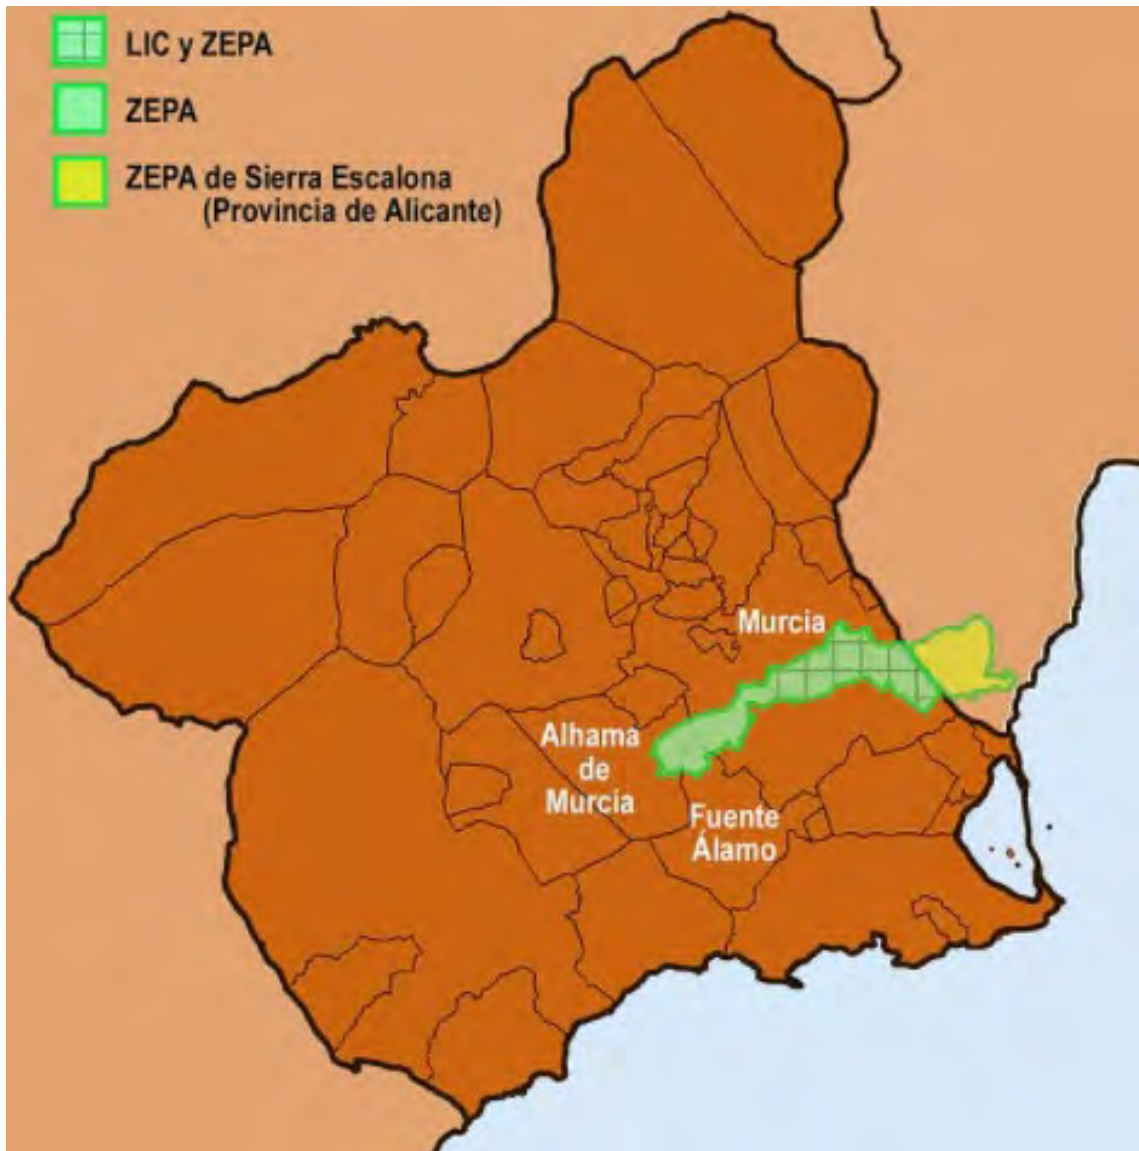 LIC y ZEPA
ZEPA
ZEPA de Sierra Escalona
(Provincia de Alicante)
Murcia
Alhama
de
Murcia
Fuente
Álamo